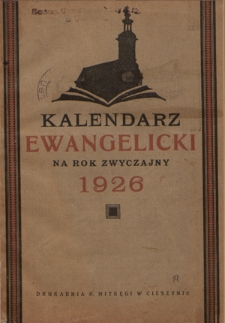 KALENDARZ
EWANGELICKI
NA ROK ZWYCZAJNY
1926
DRUKARNIA P. MITRĘGI W CIESZYNIE